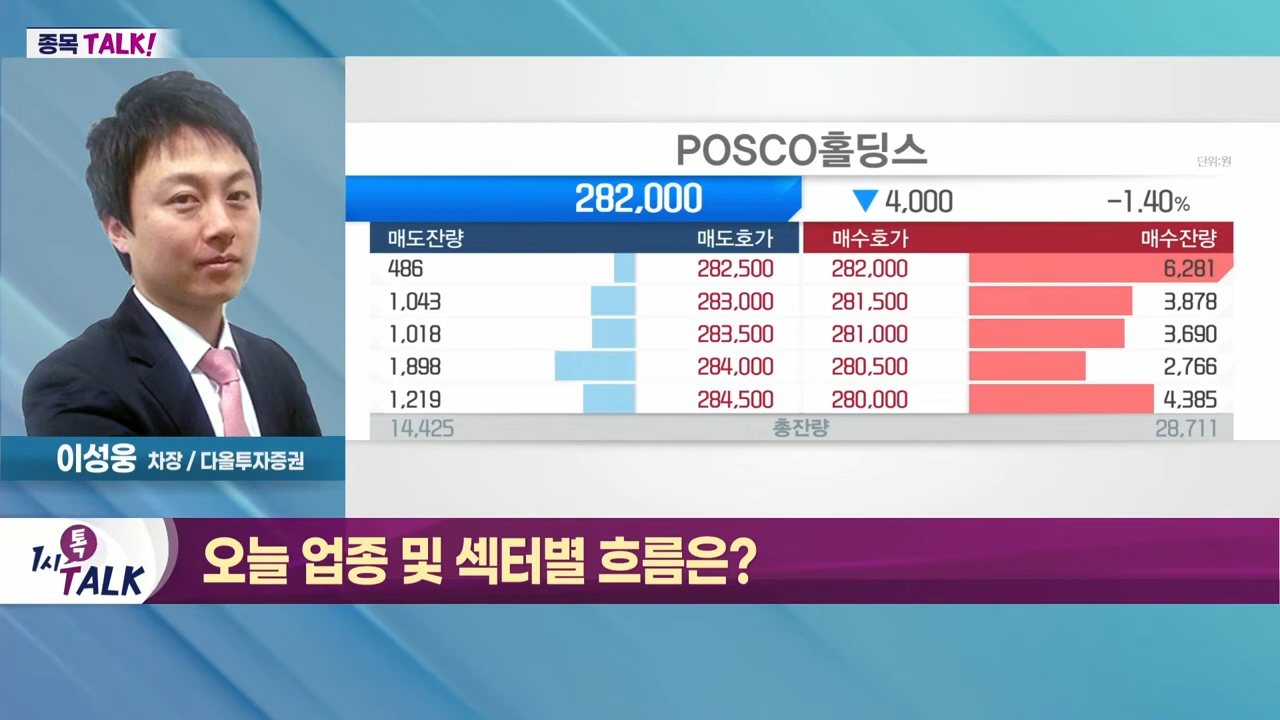 종목 TALK!
POSCO홀딩스
단위:원
282,000 ▼ 4,000 -1.40%
매도잔량 매도호가 매수호가 매수잔량
486 282,500 282,000 6,281
1,043 283,000 281,500 3,878
1,018 283,500 281,000 3,690
1,898 284,000 280,500 2,766
1,219 284,500 280,000 4,385
14,425 총잔량 28,711
이성웅 차장 / 다올투자증권
1시 톡 TALK
오늘 업종 및 섹터별 흐름은?